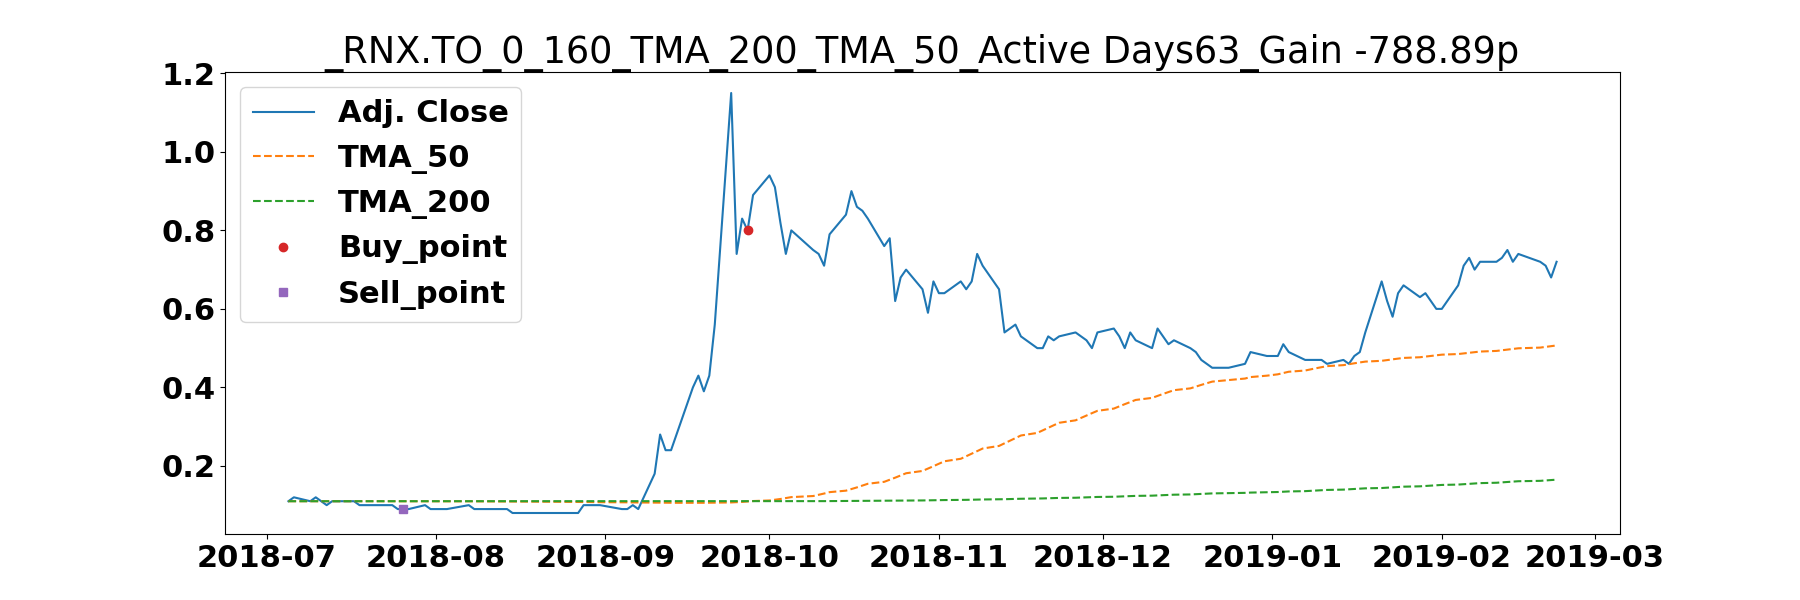 _RNX.TO_0_160_TMA_200_TMA_50_Active Days63_Gain -788.89p
1.2
1.0
0.8
0.6
0.4
0.2
Adj. Close
TMA_50
TMA_200
Buy_point
Sell_point
2018-07 2018-08 2018-09 2018-10 2018-11 2018-12 2019-01 2019-02 2019-03